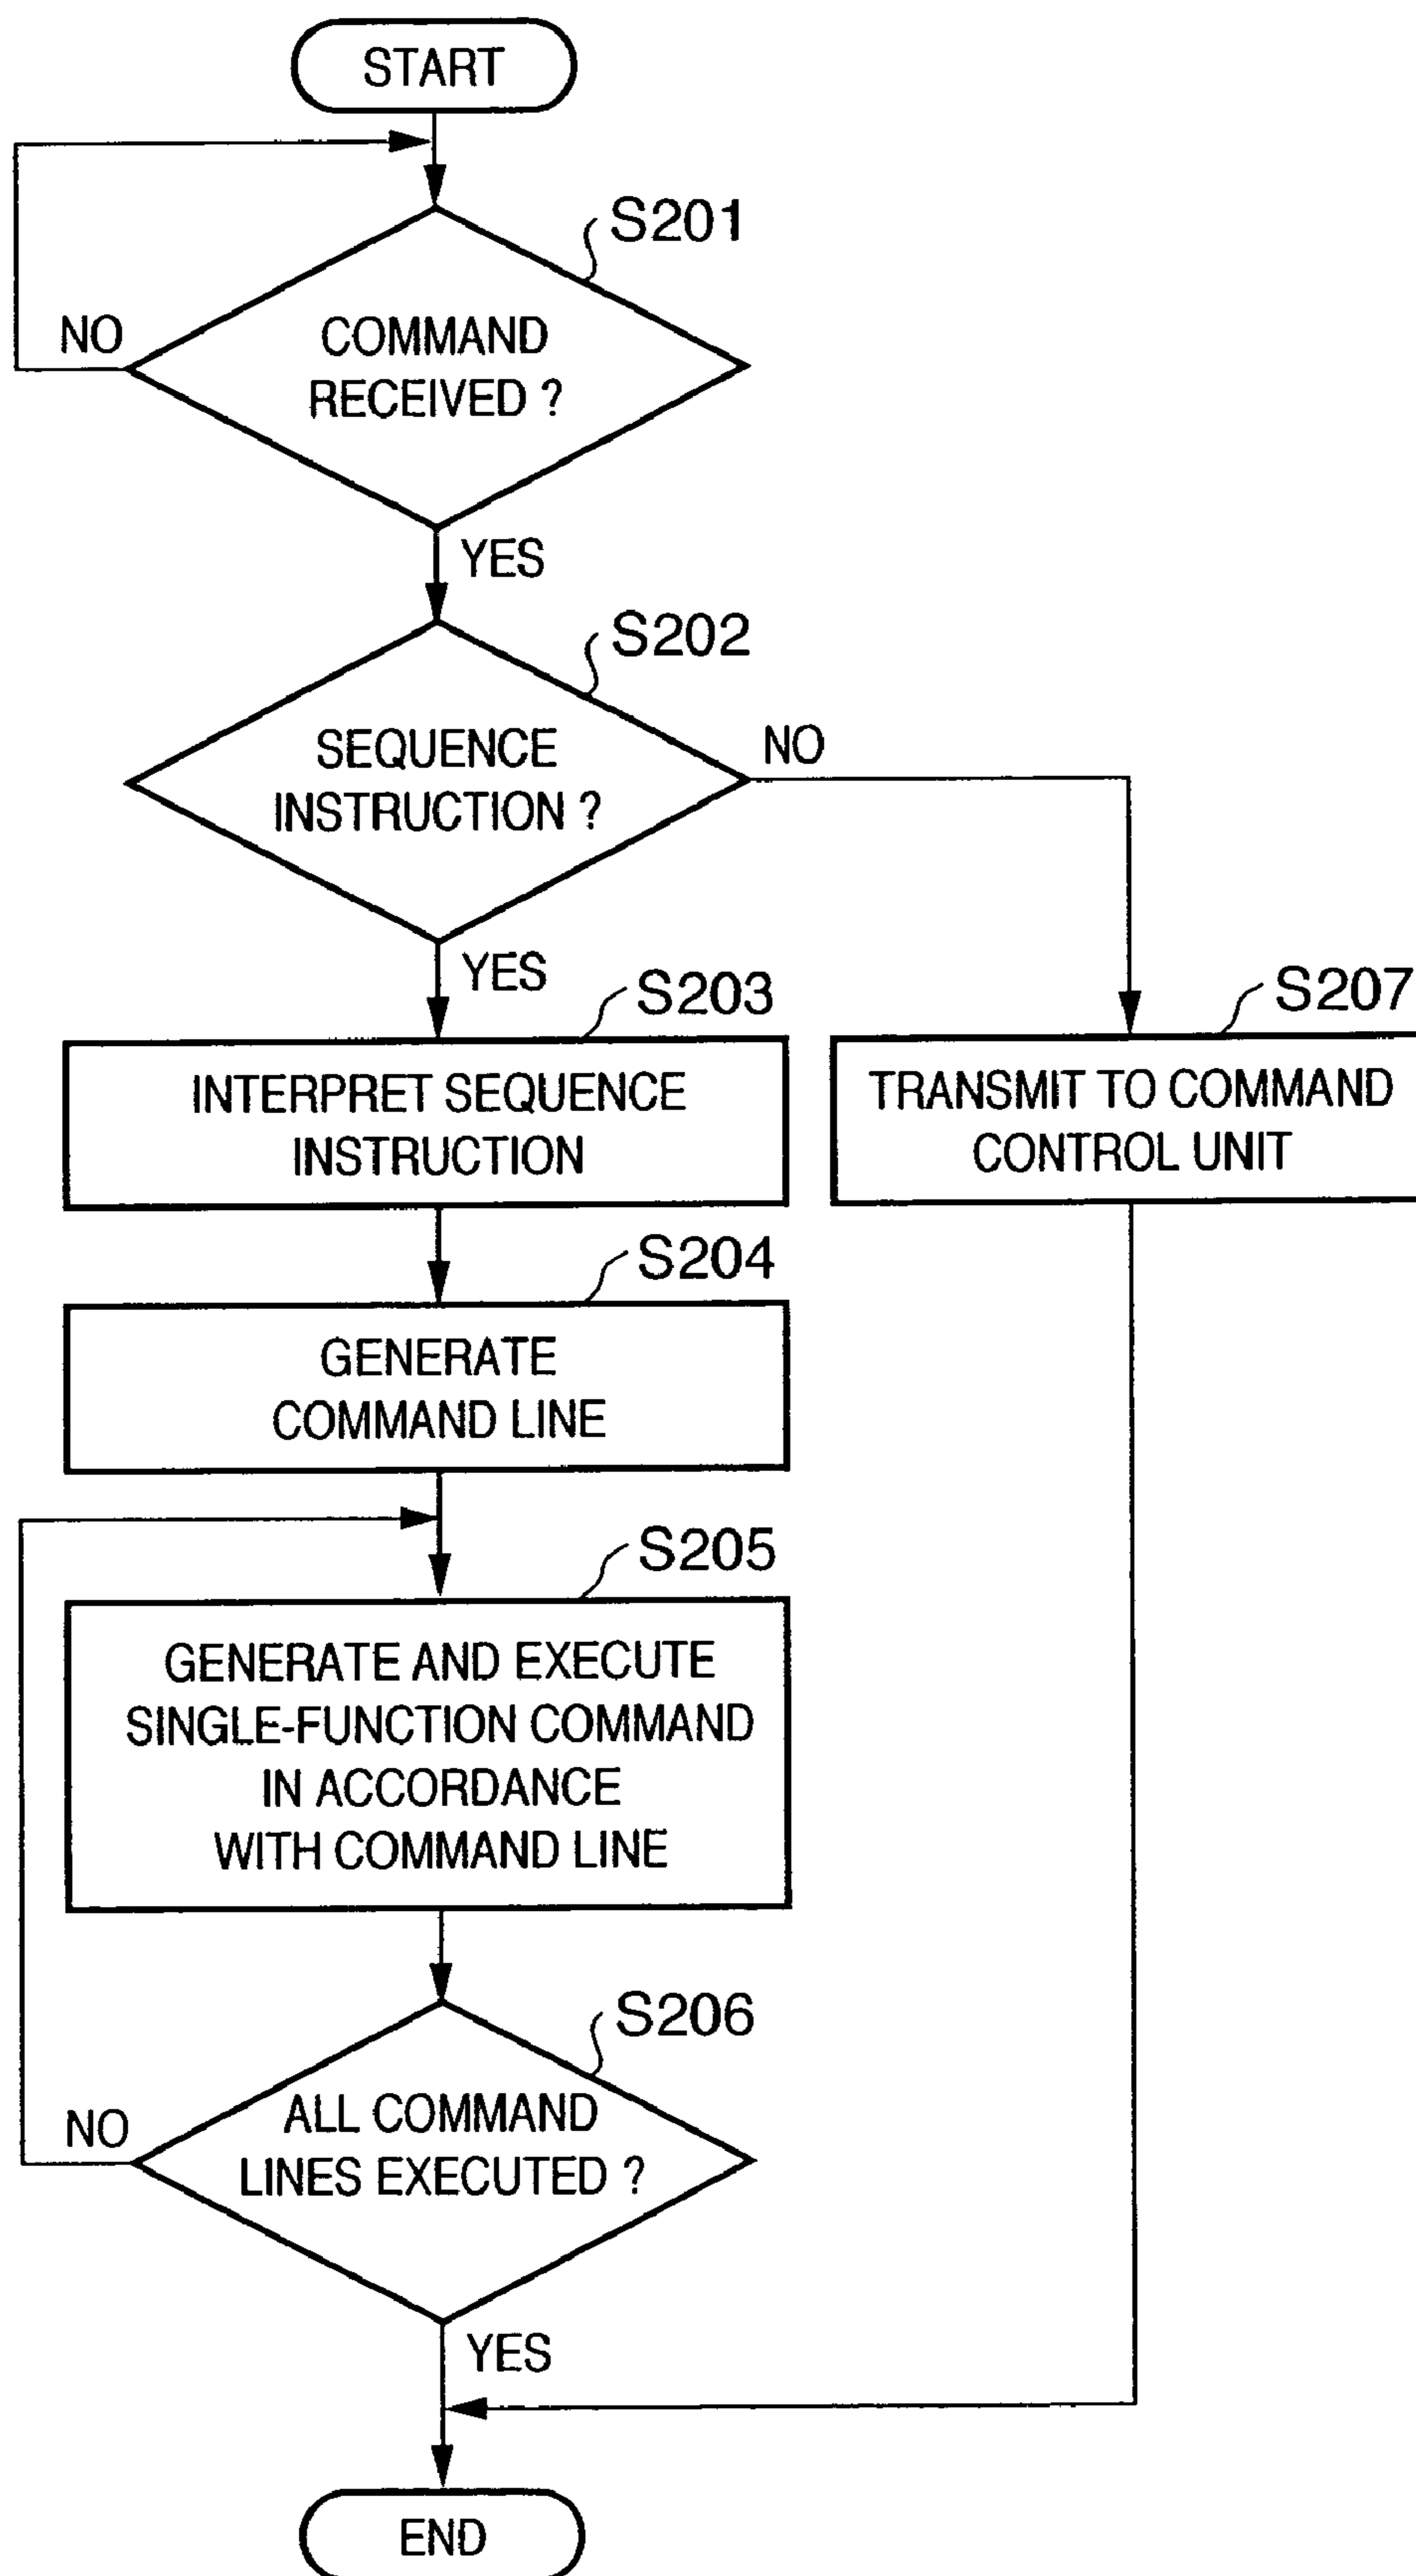 START
S201
COMMAND
RECEIVED ?
NO
YES
S202
SEQUENCE
INSTRUCTION ?
NO
YES
S203
INTERPRET SEQUENCE
INSTRUCTION
S207
TRANSMIT TO COMMAND
CONTROL UNIT
S204
GENERATE
COMMAND LINE
S205
GENERATE AND EXECUTE
SINGLE-FUNCTION COMMAND
IN ACCORDANCE
WITH COMMAND LINE
S206
ALL COMMAND
LINES EXECUTED ?
NO
YES
END